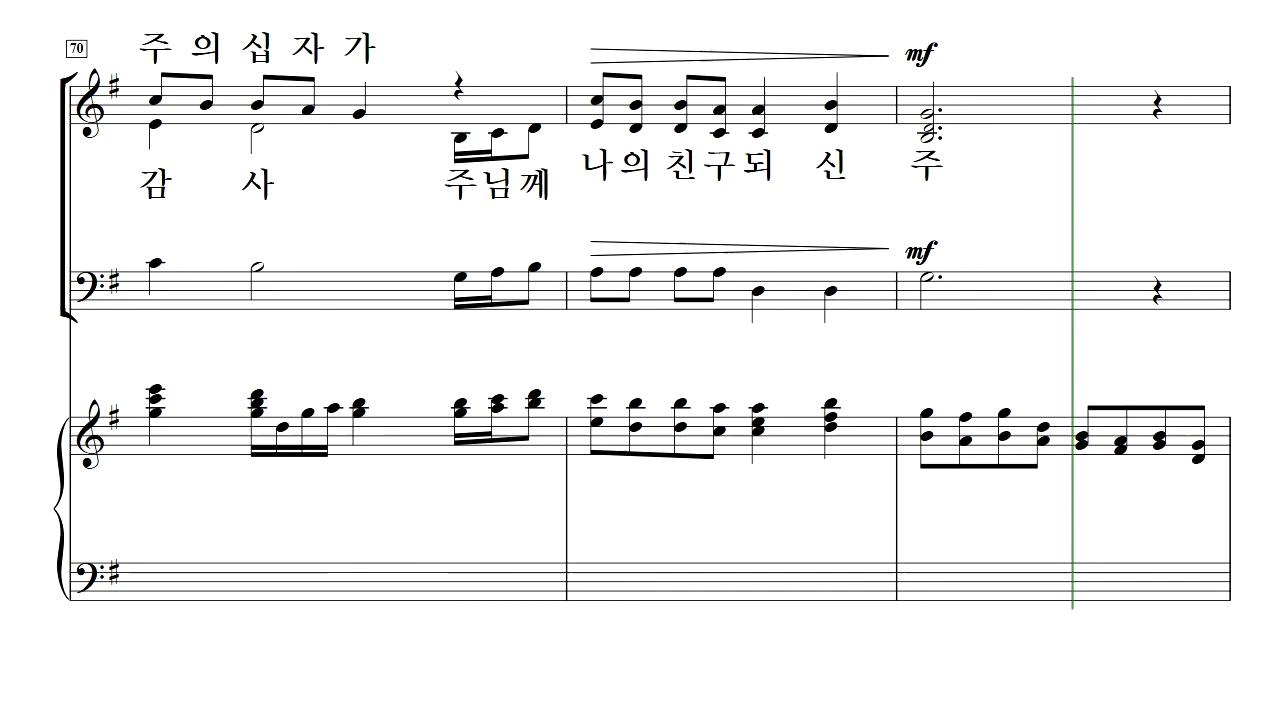 70
주 의 십 자 가
mf
감 사 주 님 께 나 의 친 구 되 신 주
mf